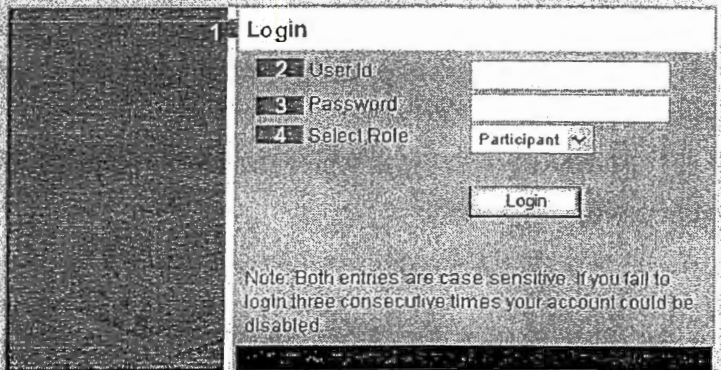 1 Login
2 User Id
3 Password
4 Select Role
Participant
Login
Note: Both entries are case sensitive. If you fail to
login three consecutive times your account could be
disabled.